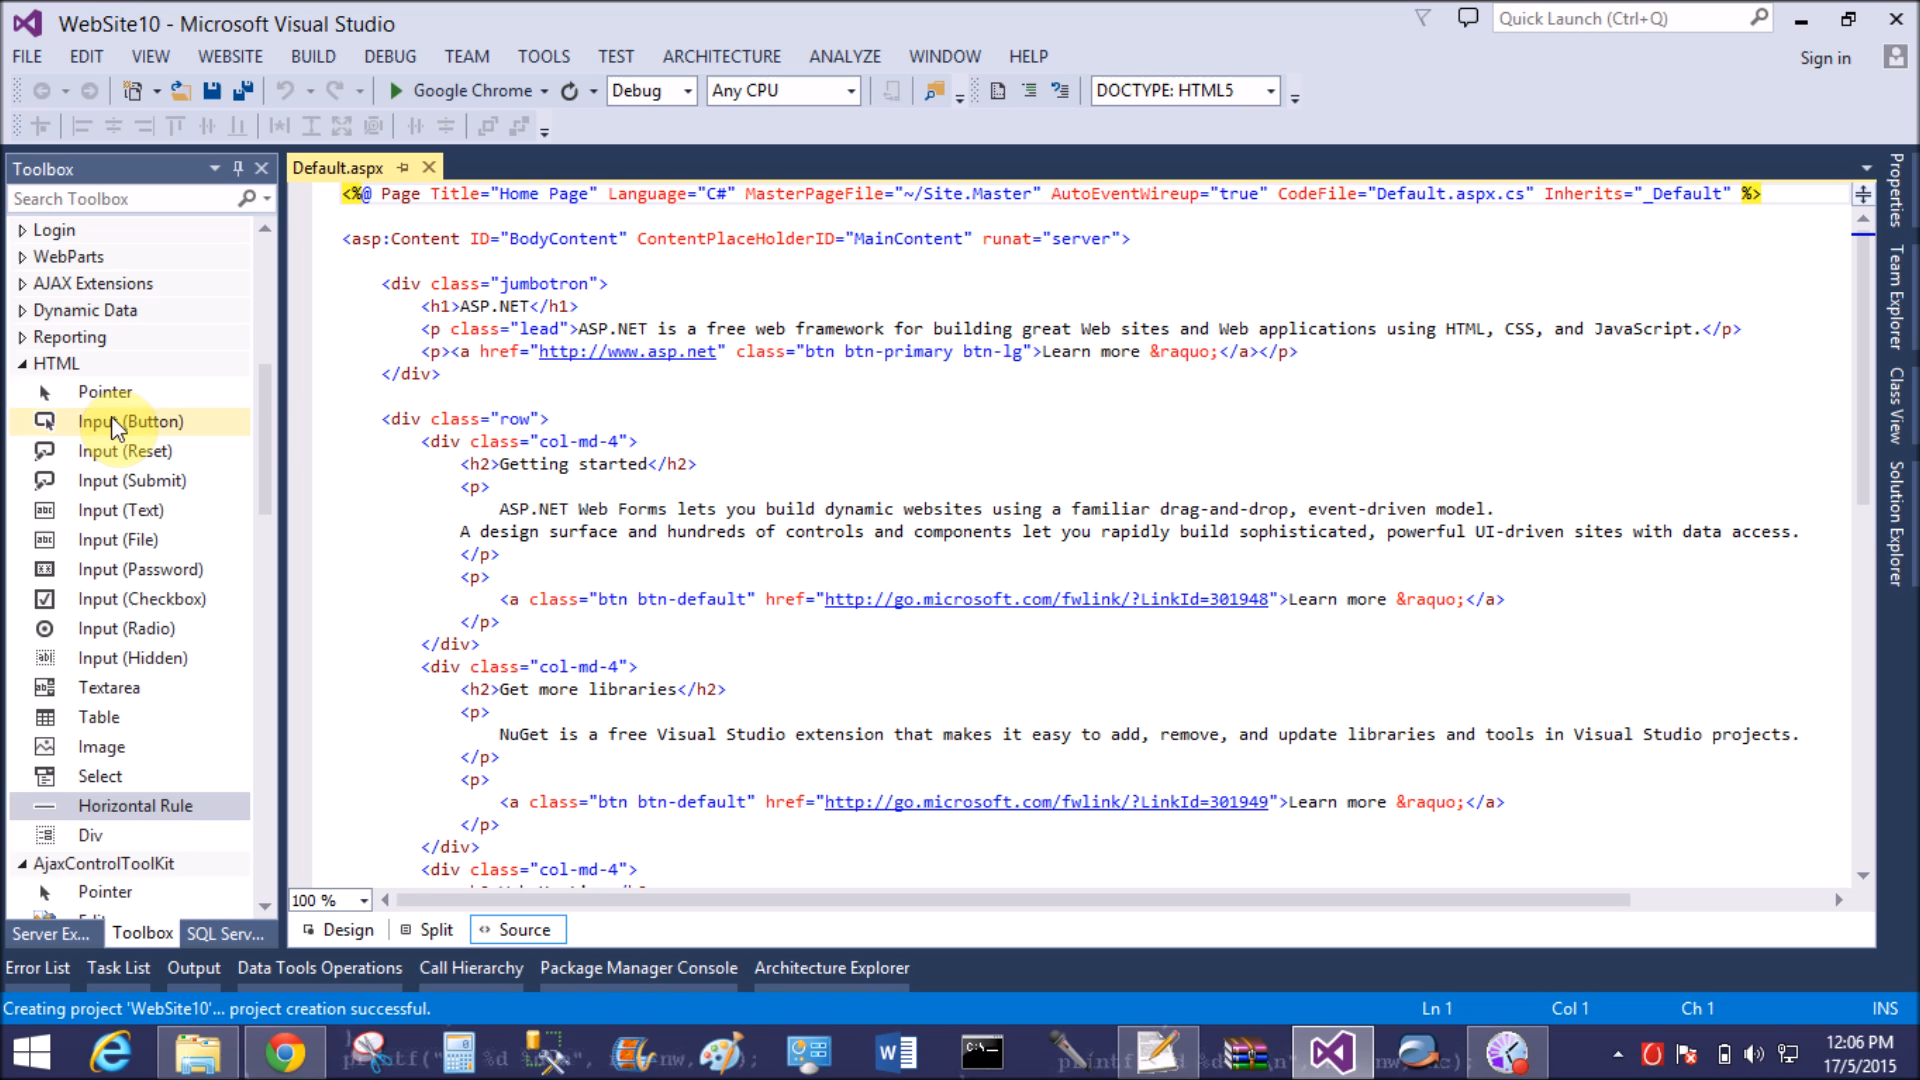 WebSite10 - Microsoft Visual Studio
Quick Launch (Ctrl+Q)
FILE EDIT VIEW WEBSITE BUILD DEBUG TEAM TOOLS TEST ARCHITECTURE ANALYZE WINDOW HELP
Sign in
Google Chrome Debug Any CPU DOCTYPE: HTML5
Toolbox
Search Toolbox
Login
WebParts
AJAX Extensions
Dynamic Data
Reporting
HTML
Pointer
Input (Button)
Input (Reset)
Input (Submit)
Input (Text)
Input (File)
Input (Password)
Input (Checkbox)
Input (Radio)
Input (Hidden)
Textarea
Table
Image
Select
Horizontal Rule
Div
AjaxControlToolKit
Pointer
Server Ex... Toolbox SQL Serv...
Default.aspx
<%@ Page Title="Home Page" Language="C#" MasterPageFile="~/Site.Master" AutoEventWireup="true" CodeFile="Default.aspx.cs" Inherits="_Default" %>
<asp:Content ID="BodyContent" ContentPlaceHolderID="MainContent" runat="server">
<div class="jumbotron">
<h1>ASP.NET</h1>
<p class="lead">ASP.NET is a free web framework for building great Web sites and Web applications using HTML, CSS, and JavaScript.</p>
<p><a href="http://www.asp.net" class="btn btn-primary btn-lg">Learn more &raquo;</a></p>
</div>
<div class="row">
<div class="col-md-4">
<h2>Getting started</h2>
<p>
ASP.NET Web Forms lets you build dynamic websites using a familiar drag-and-drop, event-driven model.
A design surface and hundreds of controls and components let you rapidly build sophisticated, powerful UI-driven sites with data access.
</p>
<p>
<a class="btn btn-default" href="http://go.microsoft.com/fwlink/?LinkId=301948">Learn more &raquo;</a>
</p>
</div>
<div class="col-md-4">
<h2>Get more libraries</h2>
<p>
NuGet is a free Visual Studio extension that makes it easy to add, remove, and update libraries and tools in Visual Studio projects.
</p>
<p>
<a class="btn btn-default" href="http://go.microsoft.com/fwlink/?LinkId=301949">Learn more &raquo;</a>
</p>
</div>
<div class="col-md-4">
100 %
Design Split Source
Properties
Team Explorer
Class View
Solution Explorer
Error List Task List Output Data Tools Operations Call Hierarchy Package Manager Console Architecture Explorer
Creating project 'WebSite10'... project creation successful.
Ln 1 Col 1 Ch 1 INS
12:06 PM
17/5/2015